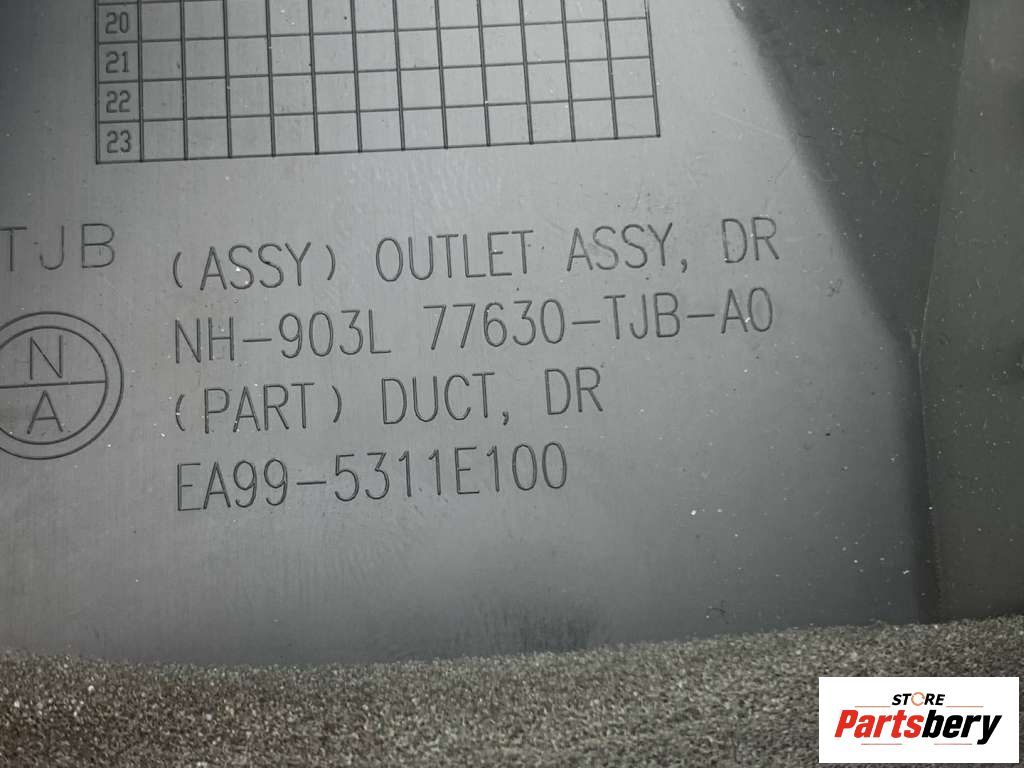 20
21
22
23
TJB
(ASSY) OUTLET ASSY, DR
NH-903L 77630-TJB-A0
(PART) DUCT, DR
EA99-5311E100
N
A
STORE
Partsbery